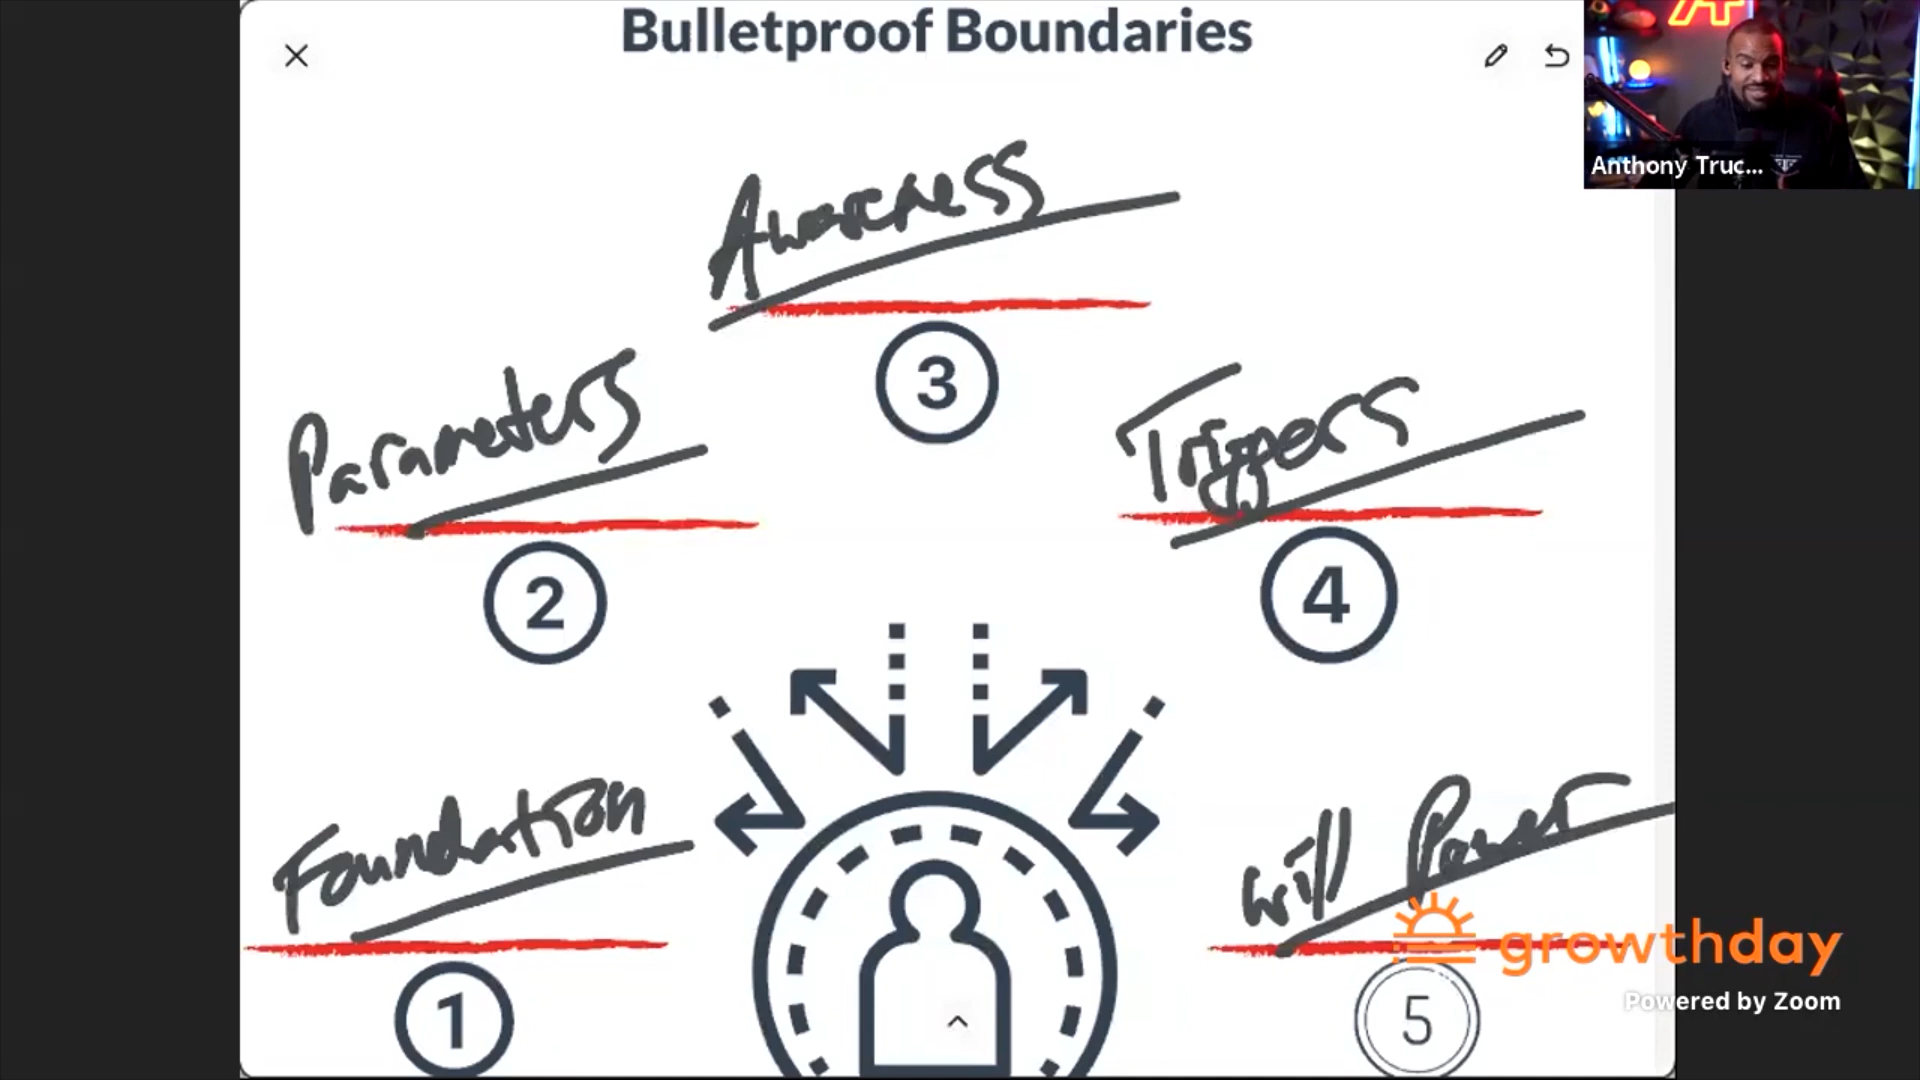 Bulletproof Boundaries
Anthony Truc...
Awareness
3
Parameters
2
Triggers
4
Foundation
1
Will Power
5
growthday
Powered by Zoom